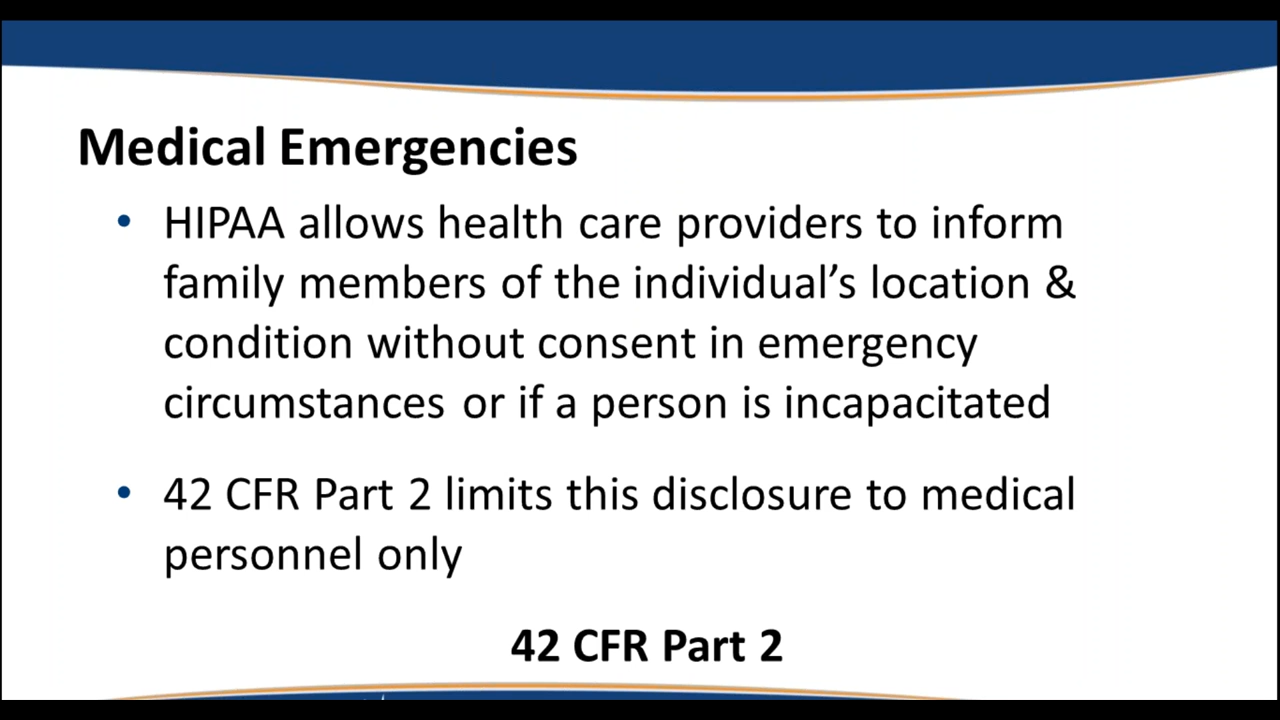 Medical Emergencies
• HIPAA allows health care providers to inform
family members of the individual’s location &
condition without consent in emergency
circumstances or if a person is incapacitated
• 42 CFR Part 2 limits this disclosure to medical
personnel only
42 CFR Part 2